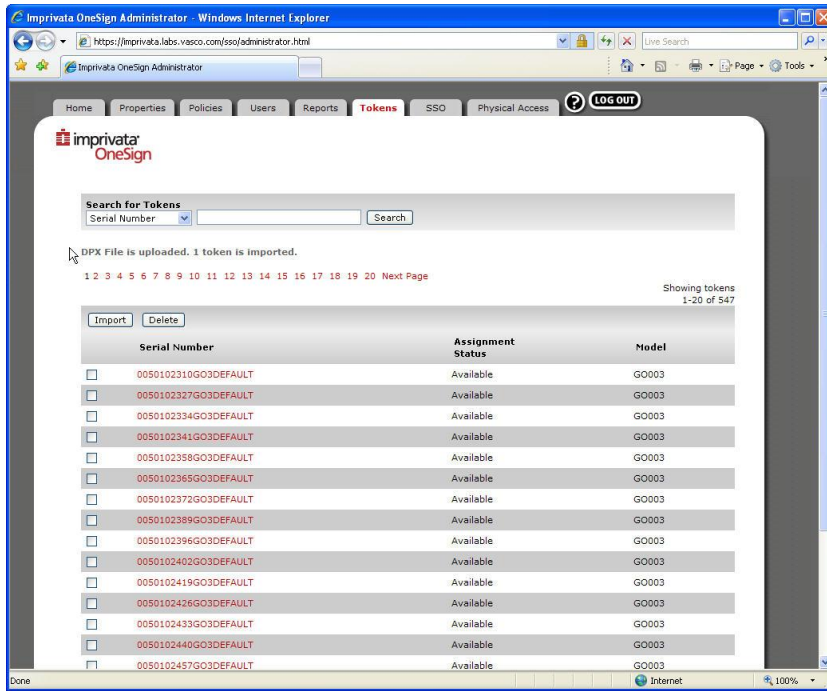 Imprivata OneSign Administrator - Windows Internet Explorer
https://imprivata.labs.vasco.com/sso/administrator.html
Live Search
Imprivata OneSign Administrator
Page
Tools
Home Properties Policies Users Reports Tokens SSO Physical Access ? LOG OUT
imprivata
OneSign
Search for Tokens
Serial Number Search
DPX File is uploaded. 1 token is imported.
1 2 3 4 5 6 7 8 9 10 11 12 13 14 15 16 17 18 19 20 Next Page
Showing tokens
1-20 of 547
Import Delete
Serial Number Assignment Status Model
0050102310GO3DEFAULT Available GO003
0050102327GO3DEFAULT Available GO003
0050102334GO3DEFAULT Available GO003
0050102341GO3DEFAULT Available GO003
0050102358GO3DEFAULT Available GO003
0050102365GO3DEFAULT Available GO003
0050102372GO3DEFAULT Available GO003
0050102389GO3DEFAULT Available GO003
0050102396GO3DEFAULT Available GO003
0050102402GO3DEFAULT Available GO003
0050102419GO3DEFAULT Available GO003
0050102426GO3DEFAULT Available GO003
0050102433GO3DEFAULT Available GO003
0050102440GO3DEFAULT Available GO003
0050102457GO3DEFAULT Available GO003
Done Internet 100%